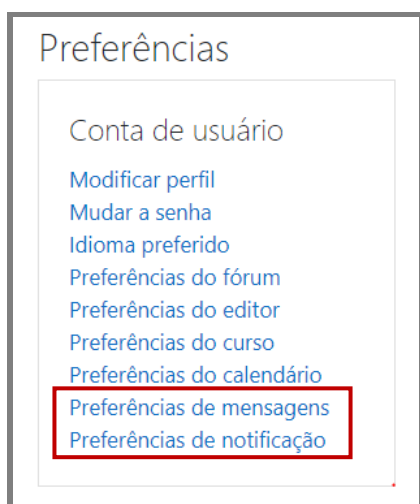 Preferências
Conta de usuário
Modificar perfil
Mudar a senha
Idioma preferido
Preferências do fórum
Preferências do editor
Preferências do curso
Preferências do calendário
Preferências de mensagens
Preferências de notificação